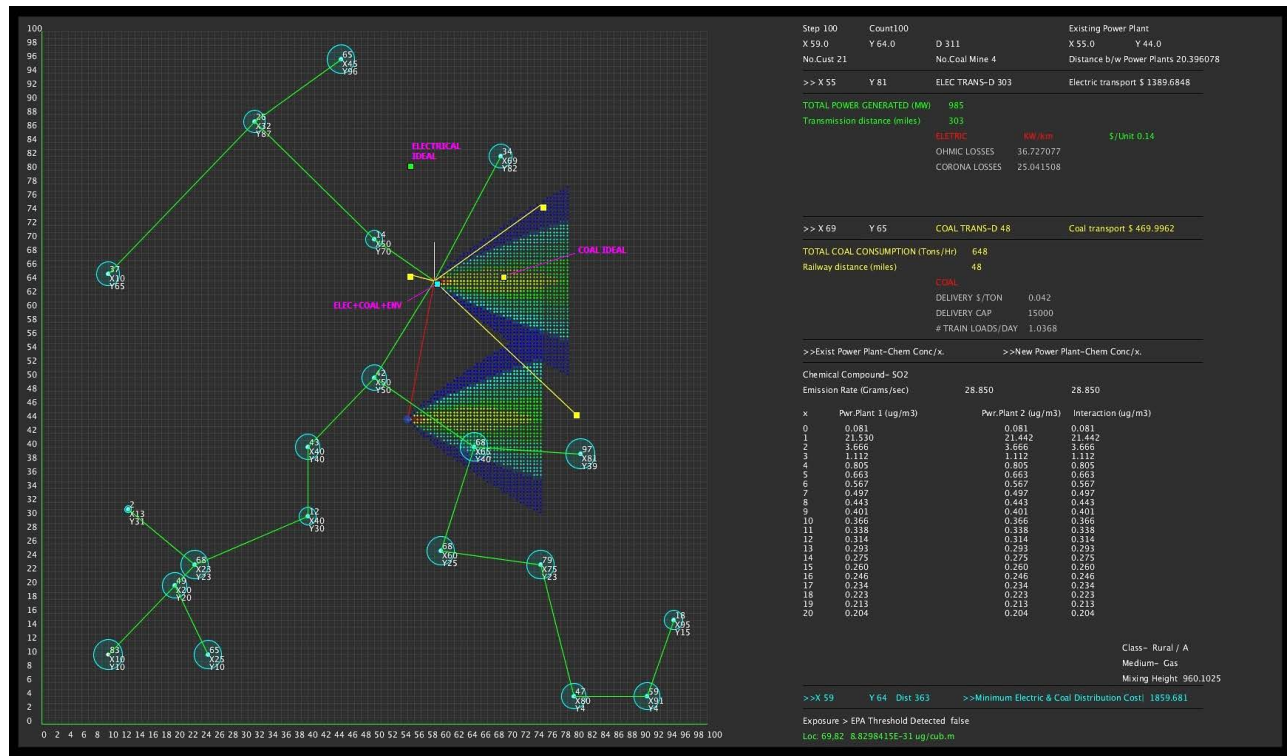 100
98
96
94
92
90
88
86
84
82
80
78
76
74
72
70
68
66
64
62
60
58
56
54
52
50
48
46
44
42
40
38
36
34
32
30
28
26
24
22
20
18
16
14
12
10
8
6
4
2
0
0 2 4 6 8 10 12 14 16 18 20 22 24 26 28 30 32 34 36 38 40 42 44 46 48 50 52 54 56 58 60 62 64 66 68 70 72 74 76 78 80 82 84 86 88 90 92 94 96 98 100
65
X45
Y96
26
X32
Y87
34
X69
Y82
14
X50
Y70
37
X10
Y65
42
X50
Y50
43
X40
Y40
68
X65
Y40
97
X81
Y39
2
X13
Y31
12
X40
Y30
68
X60
Y25
68
X23
Y23
79
X75
Y23
49
X20
Y20
18
X95
Y15
83
X10
Y10
65
X25
Y10
47
X80
Y4
59
X91
Y4
ELECTRICAL
IDEAL
COAL IDEAL
ELEC+COAL+ENV
Step 100 Count100 Existing Power Plant
X 59.0 Y 64.0 D 311 X 55.0 Y 44.0
No.Cust 21 No.Coal Mine 4 Distance b/w Power Plants 20.396078
>> X 55 Y 81 ELEC TRANS-D 303 Electric transport $ 1389.6848
TOTAL POWER GENERATED (MW) 985
Transmission distance (miles) 303
ELETRIC KW/km $/Unit 0.14
OHMIC LOSSES 36.727077
CORONA LOSSES 25.041508
>> X 69 Y 65 COAL TRANS-D 48 Coal transport $ 469.9962
TOTAL COAL CONSUMPTION (Tons/Hr) 648
Railway distance (miles) 48
COAL
DELIVERY $/TON 0.042
DELIVERY CAP 15000
# TRAIN LOADS/DAY 1.0368
>>Exist Power Plant-Chem Conc/x. >>New Power Plant-Chem Conc/x.
Chemical Compound- SO2
Emission Rate (Grams/sec) 28.850 28.850
x Pwr.Plant 1 (ug/m3) Pwr.Plant 2 (ug/m3) Interaction (ug/m3)
0 0.081 0.081 0.081
1 21.530 21.442 21.442
2 3.666 3.666 3.666
3 1.112 1.112 1.112
4 0.805 0.805 0.805
5 0.663 0.663 0.663
6 0.567 0.567 0.567
7 0.497 0.497 0.497
8 0.443 0.443 0.443
9 0.401 0.401 0.401
10 0.366 0.366 0.366
11 0.338 0.338 0.338
12 0.314 0.314 0.314
13 0.293 0.293 0.293
14 0.275 0.275 0.275
15 0.260 0.260 0.260
16 0.246 0.246 0.246
17 0.234 0.234 0.234
18 0.223 0.223 0.223
19 0.213 0.213 0.213
20 0.204 0.204 0.204
Class- Rural / A
Medium- Gas
Mixing Height 960.1025
>>X 59 Y 64 Dist 363 >>Minimum Electric & Coal Distribution Cost| 1859.681
Exposure > EPA Threshold Detected false
Loc: 69,82 8.8298415E-31 ug/cub.m